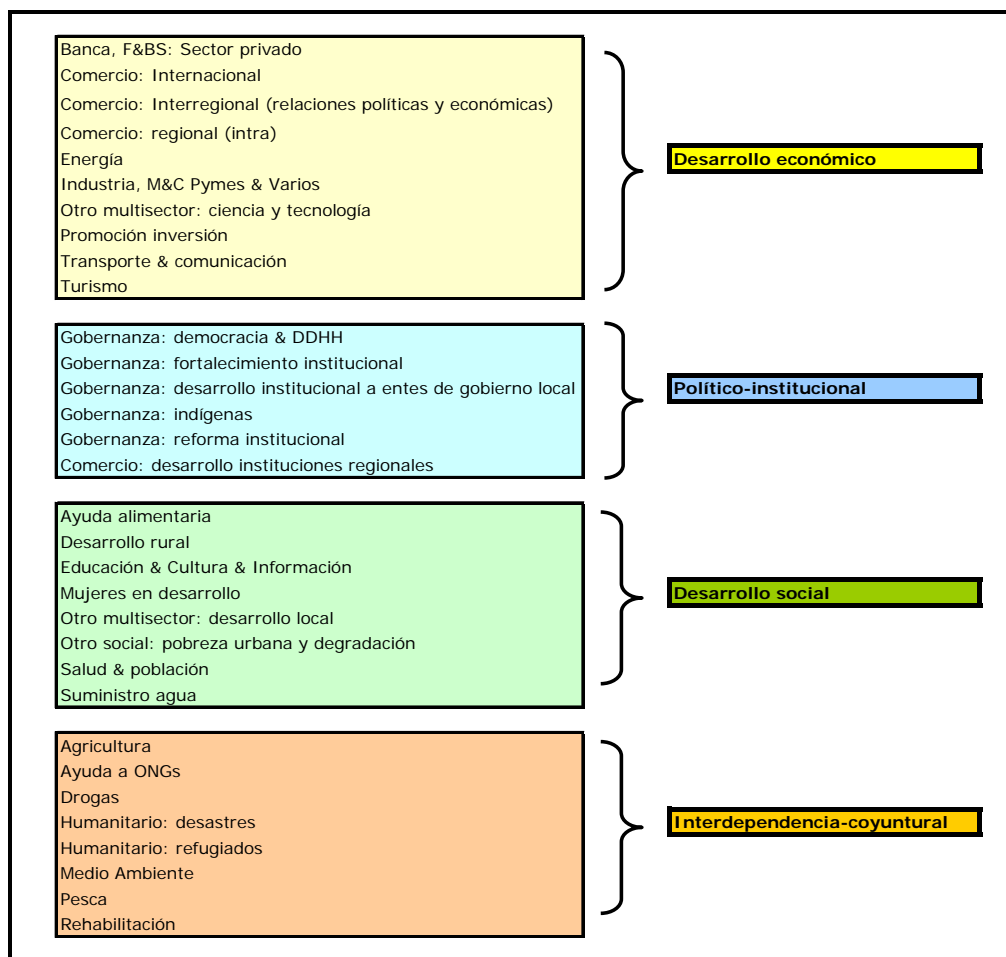 Banca, F&BS: Sector privado
Comercio: Internacional
Comercio: Interregional (relaciones políticas y económicas)
Comercio: regional (intra)
Energía
Industria, M&C Pymes & Varios
Otro multisector: ciencia y tecnología
Promoción inversión
Transporte & comunicación
Turismo
Desarrollo económico
Gobernanza: democracia & DDHH
Gobernanza: fortalecimiento institucional
Gobernanza: desarrollo institucional a entes de gobierno local
Gobernanza: indígenas
Gobernanza: reforma institucional
Comercio: desarrollo instituciones regionales
Político-institucional
Ayuda alimentaria
Desarrollo rural
Educación & Cultura & Información
Mujeres en desarrollo
Otro multisector: desarrollo local
Otro social: pobreza urbana y degradación
Salud & población
Suministro agua
Desarrollo social
Agricultura
Ayuda a ONGs
Drogas
Humanitario: desastres
Humanitario: refugiados
Medio Ambiente
Pesca
Rehabilitación
Interdependencia-coyuntural